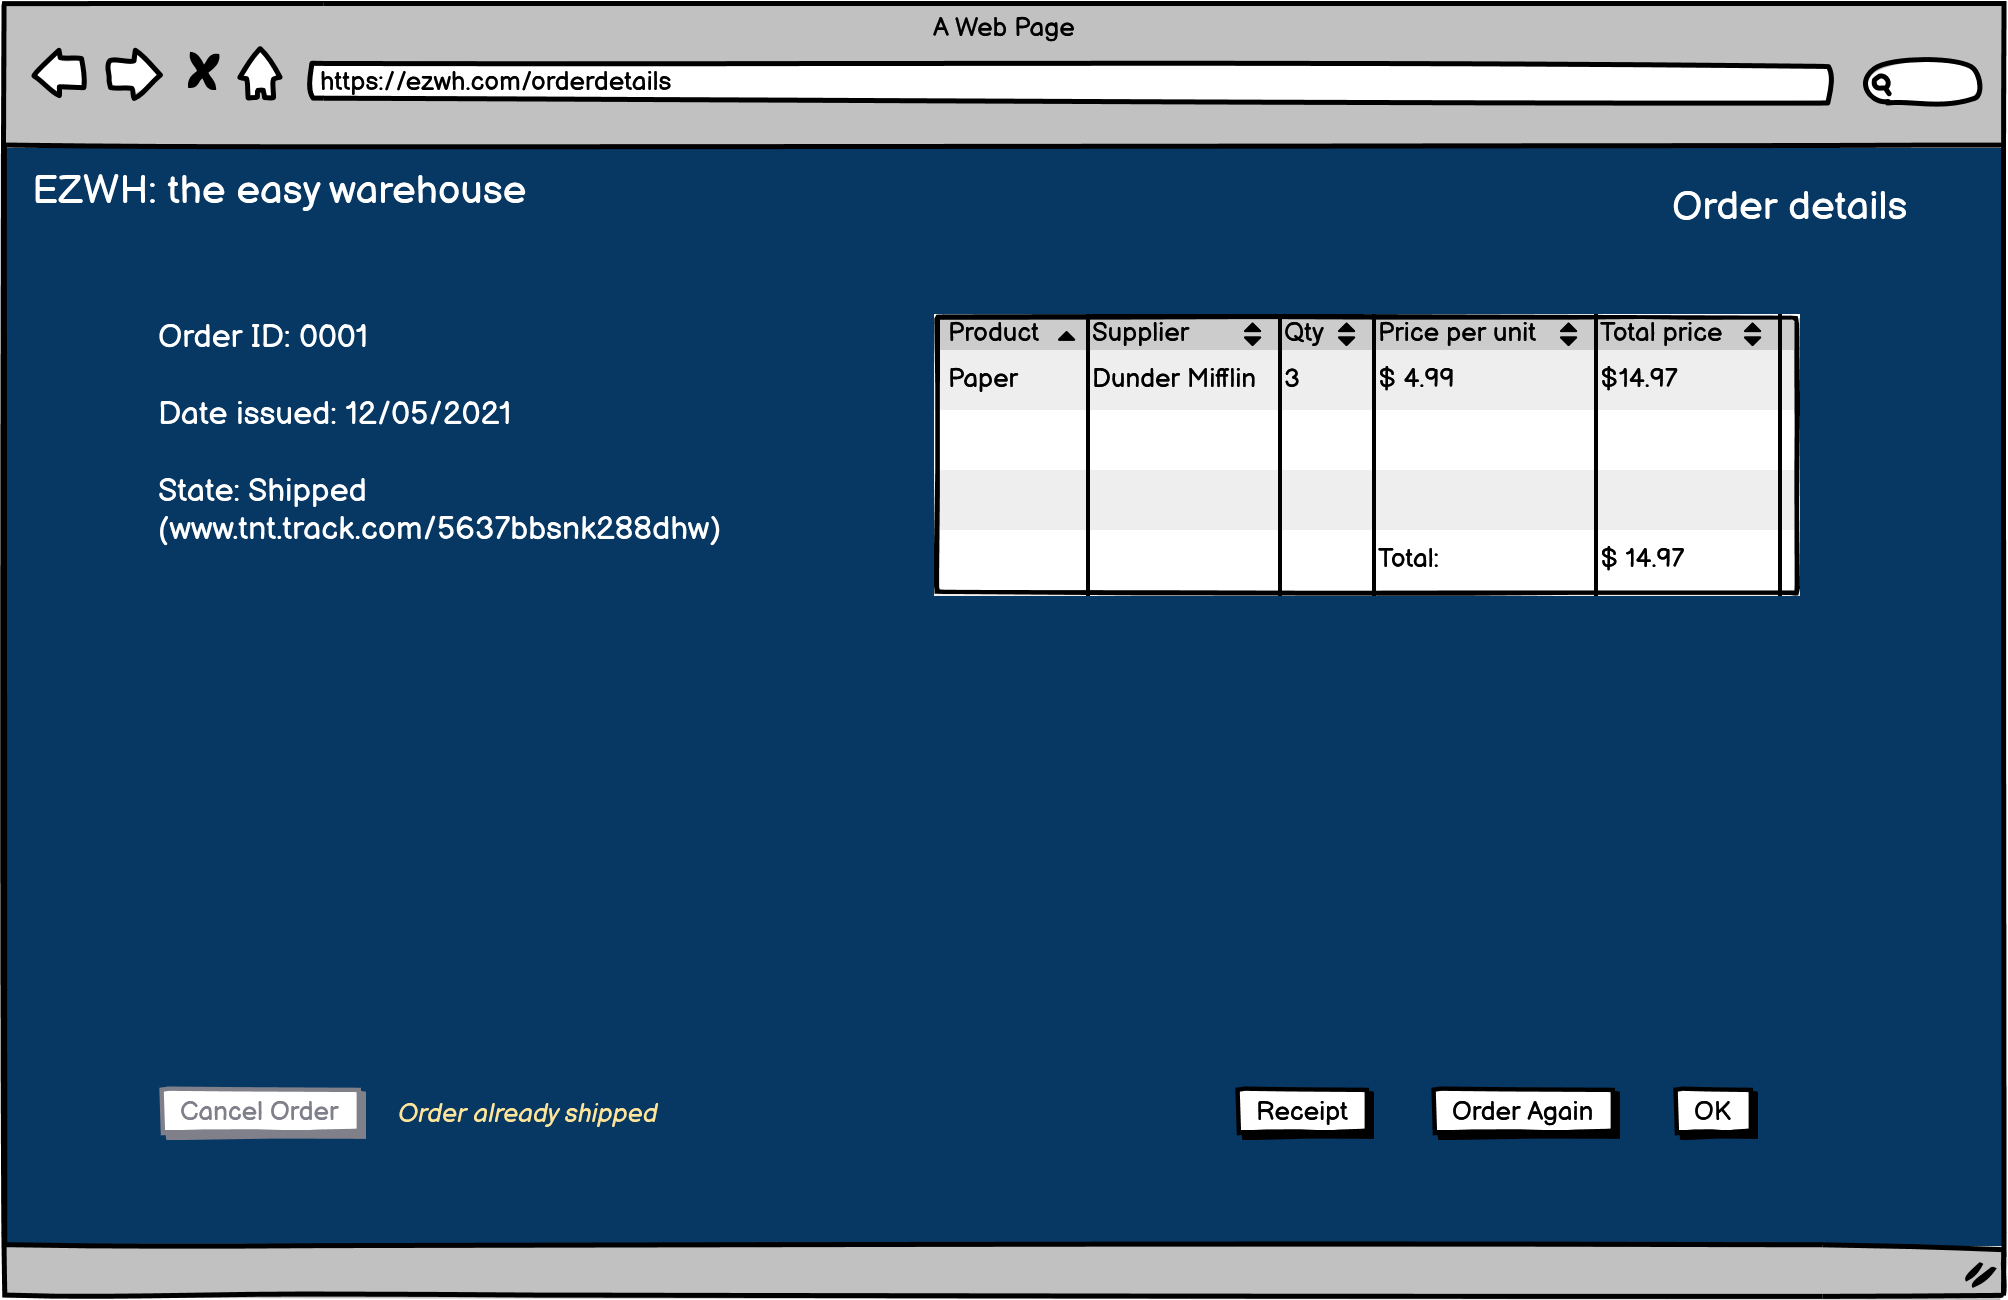 A Web Page
https://ezwh.com/orderdetails
EZWH: the easy warehouse
Order details
Order ID: 0001
Date issued: 12/05/2021
State: Shipped
(www.tnt.track.com/5637bbsnk288dhw)
Product Supplier Qty Price per unit Total price
Paper Dunder Mifflin 3 $ 4.99 $14.97
Total: $ 14.97
Cancel Order Order already shipped Receipt Order Again OK